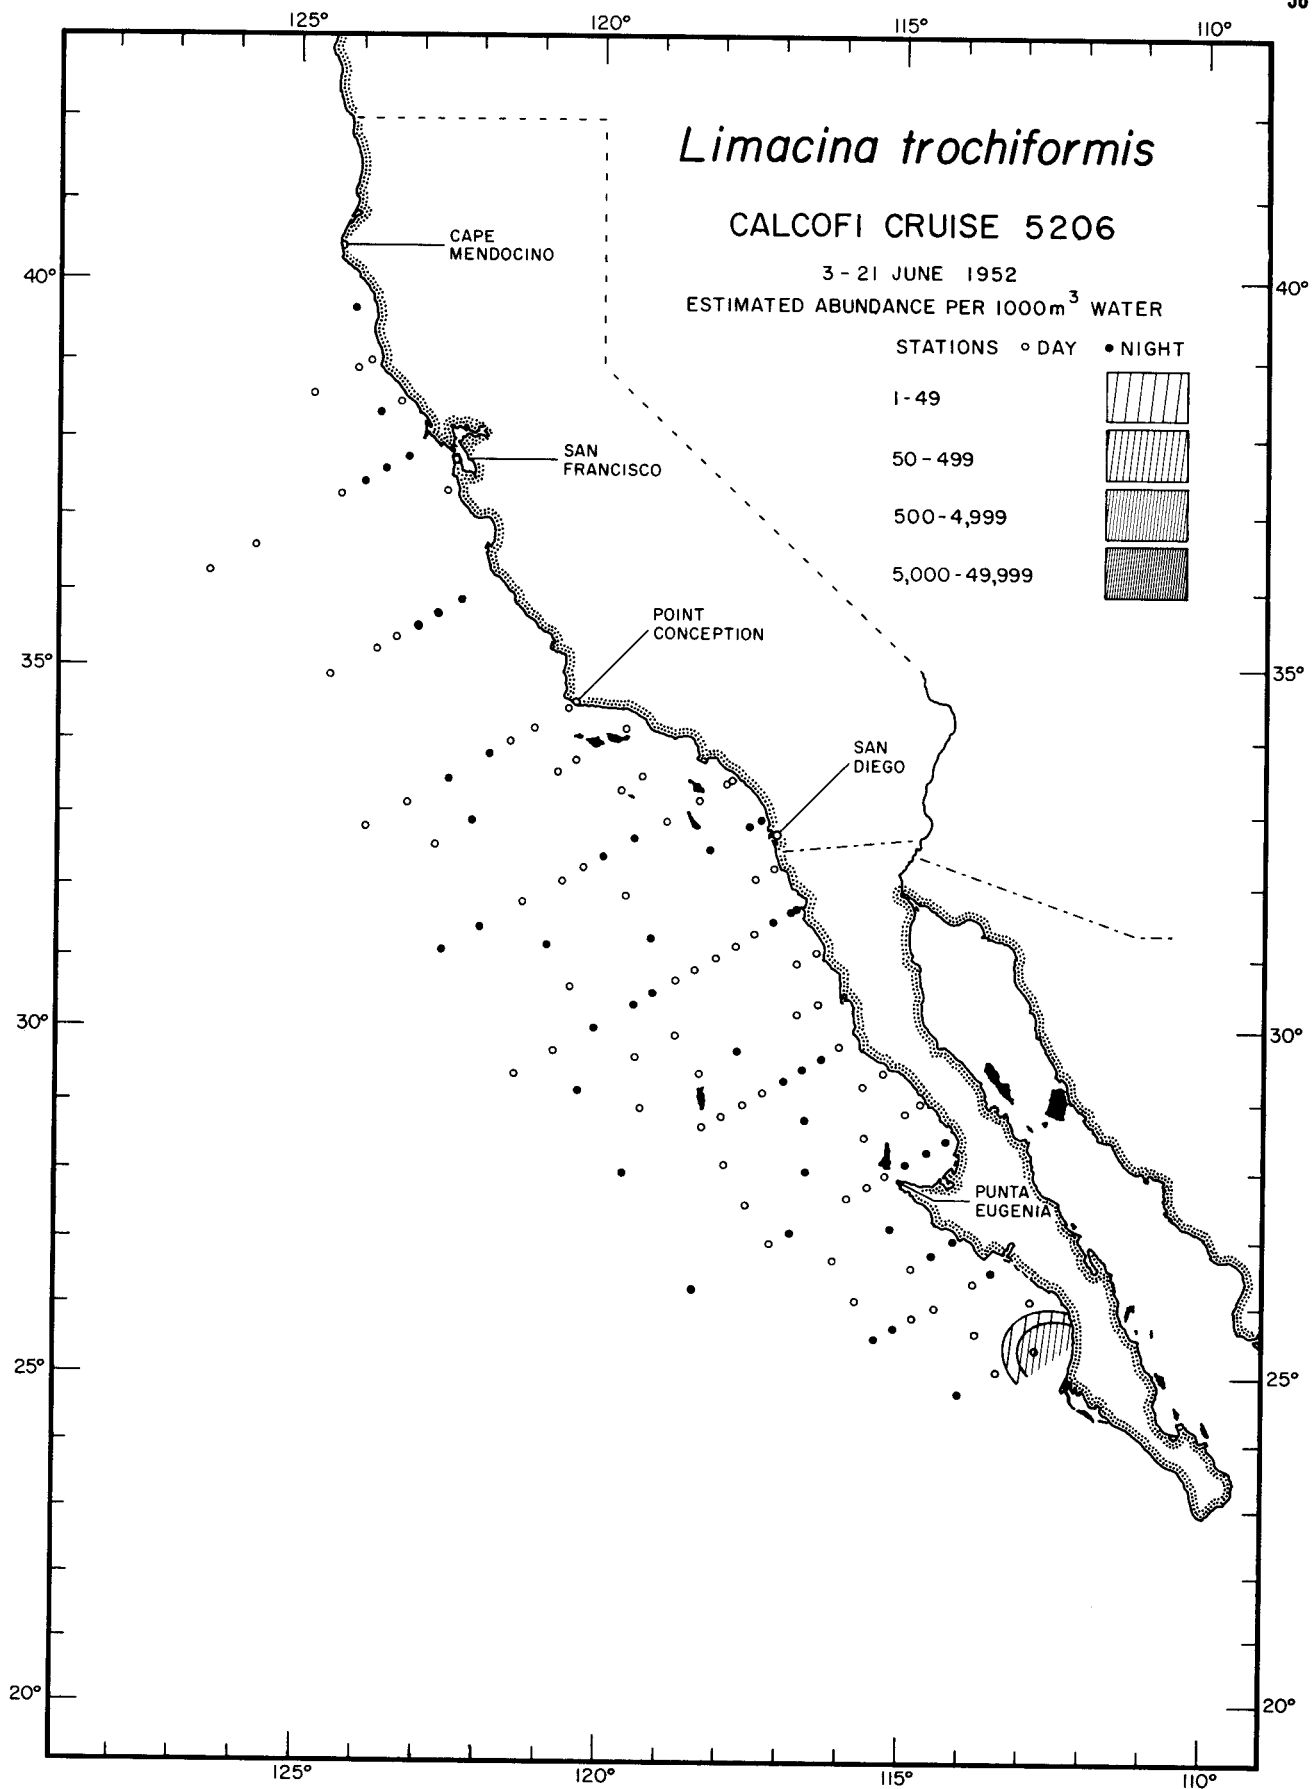 125°
120°
115°
110°
Limacina trochiformis
CALCOFI CRUISE 5206
3-21 JUNE 1952
ESTIMATED ABUNDANCE PER 1000m³ WATER
STATIONS ○ DAY ● NIGHT
1-49
50-499
500-4,999
5,000-49,999
CAPE
MENDOCINO
40°
40°
SAN
FRANCISCO
POINT
CONCEPTION
35°
35°
SAN
DIEGO
30°
30°
PUNTA
EUGENIA
25°
25°
20°
20°
125°
120°
115°
110°